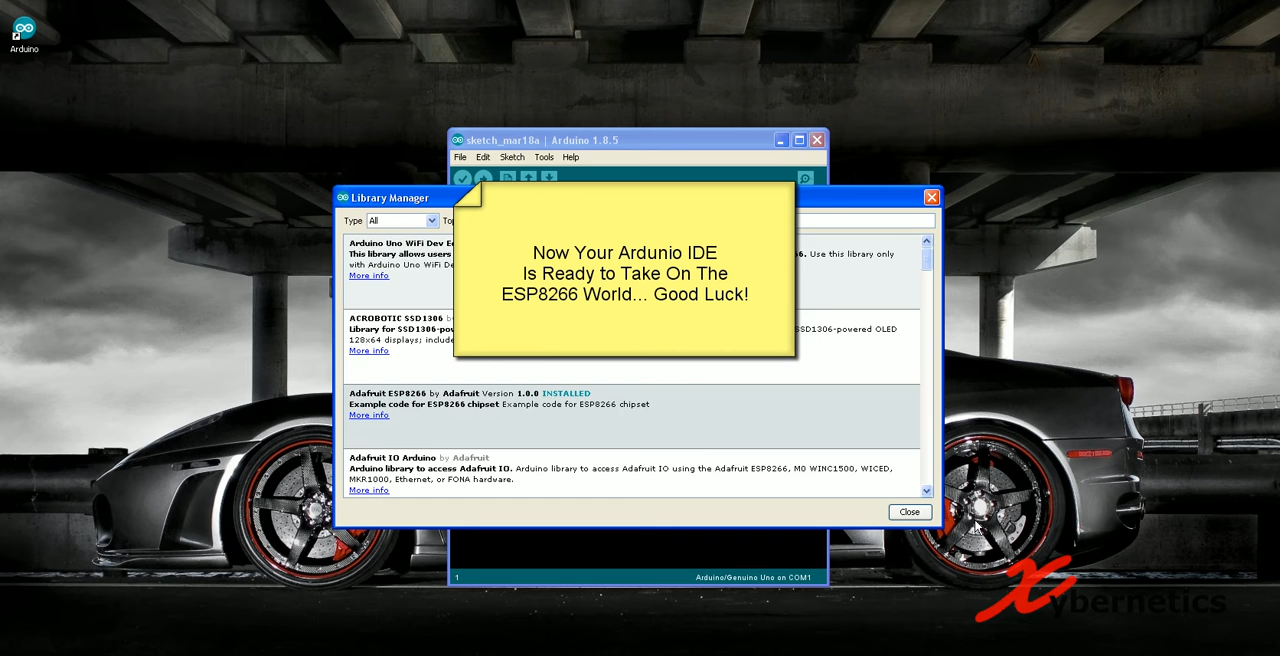 Arduino
sketch_mar18a | Arduino 1.8.5
File Edit Sketch Tools Help
Library Manager
Type All
Now Your Ardunio IDE
Is Ready to Take On The
ESP8266 World... Good Luck!
Arduino Uno WiFi Dev
This library allows users Use this library only
with Arduino Uno WiFi
More info
ACROBOTIC SSD1306
Library for SSD1306-powered OLED
128x64 displays;
More info
Adafruit ESP8266 by Adafruit Version 1.0.0 INSTALLED
Example code for ESP8266 chipset Example code for ESP8266 chipset
More info
Adafruit IO Arduino by Adafruit
Arduino library to access Adafruit IO. Arduino library to access Adafruit IO using the Adafruit ESP8266, M0 WINC1500, WICED,
MKR1000, Ethernet, or FONA hardware.
More info
Close
1 Arduino/Genuino Uno on COM1
Xybernetics